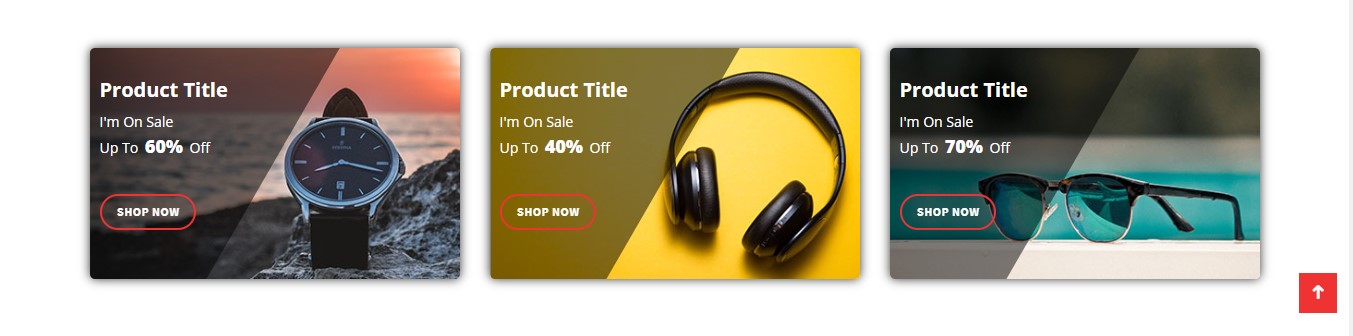 Product Title
I'm On Sale
Up To 60% Off
SHOP NOW
Product Title
I'm On Sale
Up To 40% Off
SHOP NOW
Product Title
I'm On Sale
Up To 70% Off
SHOP NOW